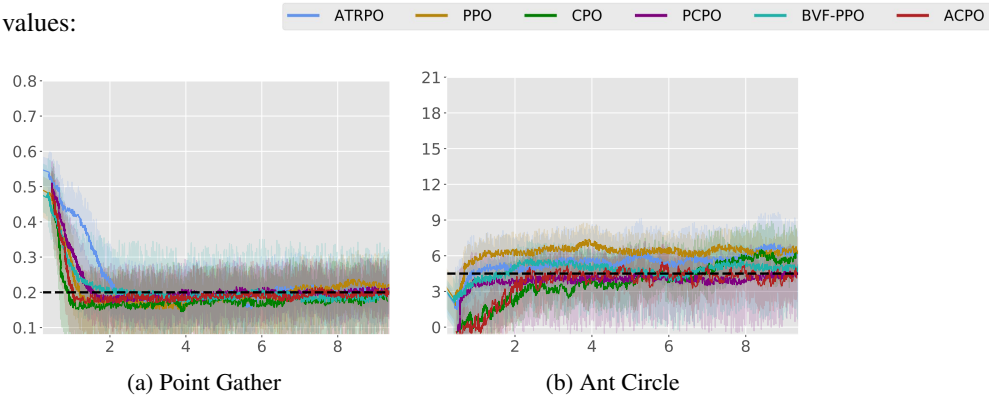 values:
ATRPO PPO CPO PCPO BVF-PPO ACPO
0.8
0.7
0.6
0.5
0.4
0.3
0.2
0.1
2 4 6 8
(a) Point Gather
21
18
15
12
9
6
3
0
2 4 6 8
(b) Ant Circle